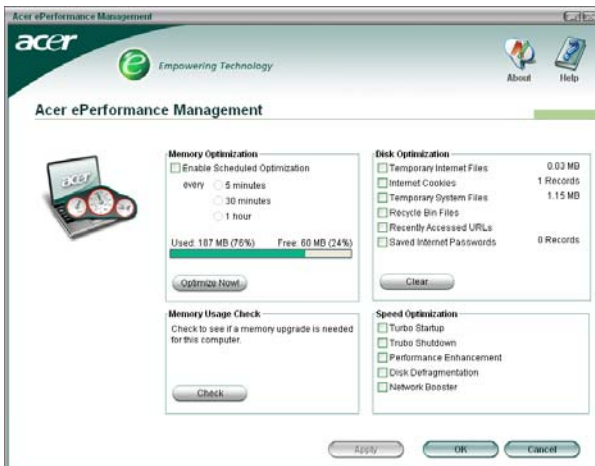 Acer ePerformance Management
acer
Empowering Technology
About
Help
Acer ePerformance Management
Memory Optimization
Enable Scheduled Optimization
every
5 minutes
30 minutes
1 hour
Used: 187 MB (76%) Free: 60 MB (24%)
Optimize Now!
Memory Usage Check
Check to see if a memory upgrade is needed
for this computer.
Check
Disk Optimization
Temporary Internet Files 0.03 MB
Internet Cookies 1 Records
Temporary System Files 1.15 MB
Recycle Bin Files
Recently Accessed URLs
Saved Internet Passwords 0 Records
Clear
Speed Optimization
Turbo Startup
Trubo Shutdown
Performance Enhancement
Disk Defragmentation
Network Booster
Apply
OK
Cancel